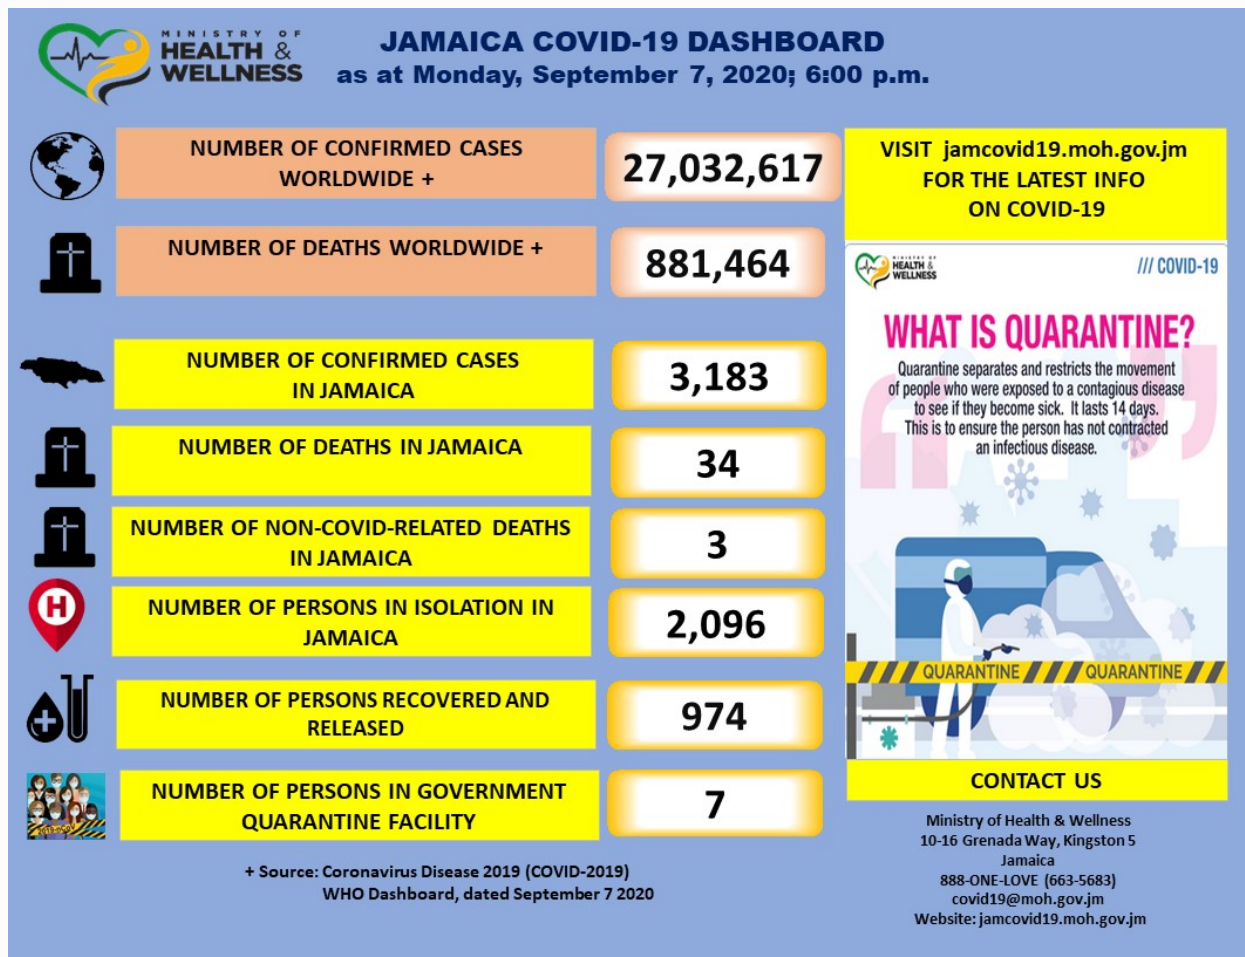 MINISTRY OF
HEALTH &
WELLNESS
JAMAICA COVID-19 DASHBOARD
as at Monday, September 7, 2020; 6:00 p.m.
NUMBER OF CONFIRMED CASES
WORLDWIDE +
27,032,617
NUMBER OF DEATHS WORLDWIDE +
881,464
NUMBER OF CONFIRMED CASES
IN JAMAICA
3,183
NUMBER OF DEATHS IN JAMAICA
34
NUMBER OF NON-COVID-RELATED DEATHS
IN JAMAICA
3
H
NUMBER OF PERSONS IN ISOLATION IN
JAMAICA
2,096
NUMBER OF PERSONS RECOVERED AND
RELEASED
974
2019-nCoV
NUMBER OF PERSONS IN GOVERNMENT
QUARANTINE FACILITY
7
+ Source: Coronavirus Disease 2019 (COVID-2019)
WHO Dashboard, dated September 7 2020
VISIT jamcovid19.moh.gov.jm
FOR THE LATEST INFO
ON COVID-19
MINISTRY OF
HEALTH &
WELLNESS
/// COVID-19
WHAT IS QUARANTINE?
Quarantine separates and restricts the movement
of people who were exposed to a contagious disease
to see if they become sick. It lasts 14 days.
This is to ensure the person has not contracted
an infectious disease.
QUARANTINE QUARANTINE
CONTACT US
Ministry of Health & Wellness
10-16 Grenada Way, Kingston 5
Jamaica
888-ONE-LOVE (663-5683)
covid19@moh.gov.jm
Website: jamcovid19.moh.gov.jm